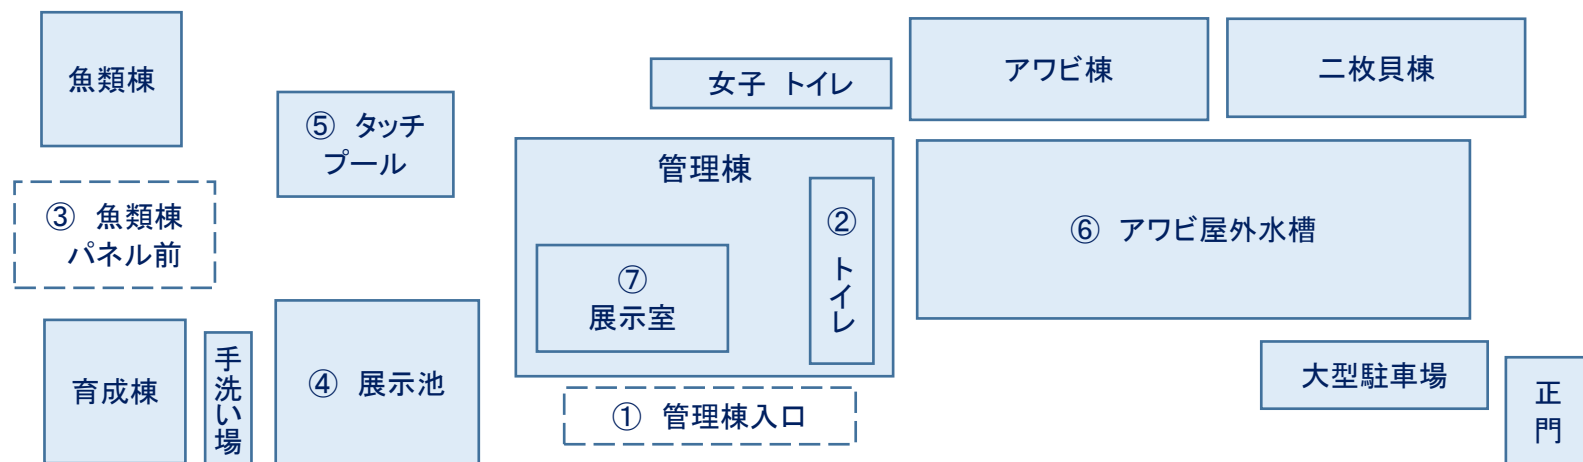 魚類棟
⑤ タッチ
プール
女子 トイレ
アワビ棟
二枚貝棟
管理棟
② トイレ
③ 魚類棟
パネル前
⑥ アワビ屋外水槽
⑦
展示室
育成棟
手洗い場
④ 展示池
① 管理棟入口
大型駐車場
正門